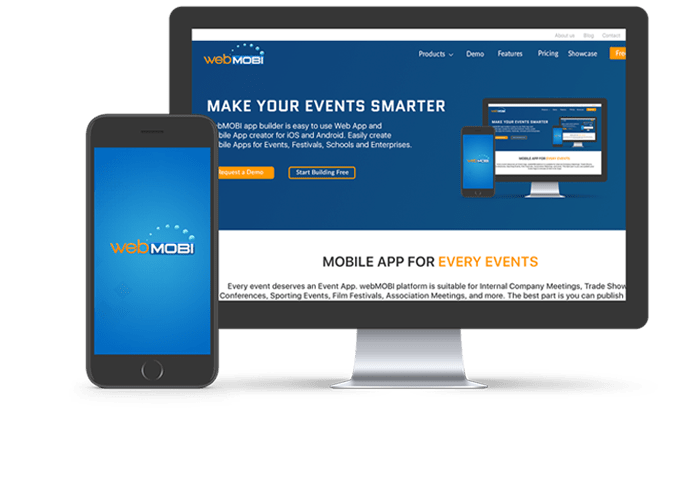 About us Blog Contact
webMOBI
Products Demo Features Pricing Showcase Fre
MAKE YOUR EVENTS SMARTER
bMOBI app builder is easy to use Web App and
bile App creator for iOS and Android. Easily create
bile Apps for Events, Festivals, Schools and Enterprises.
Request a Demo Start Building Free
MAKE YOUR EVENTS SMARTER
MOBILE APP FOR EVERY EVENTS
webMOBI
webMOBI
MOBILE APP FOR EVERY EVENTS
Every event deserves an Event App. webMOBI platform is suitable for Internal Company Meetings, Trade Show
Conferences, Sporting Events, Film Festivals, Association Meetings, and more. The best part is you can publish